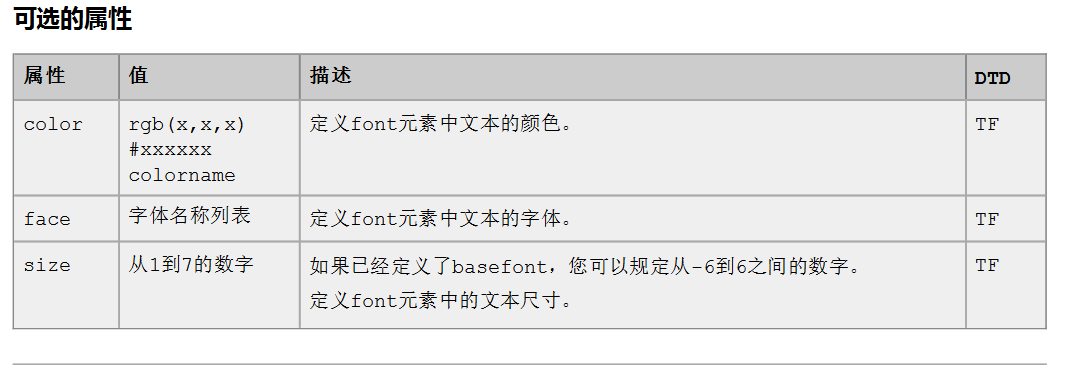 可选的属性
属性 值 描述 DTD
color rgb(x,x,x) 定义font元素中文本的颜色。 TF
#xxxxxx
colorname
face 字体名称列表 定义font元素中文本的字体。 TF
size 从1到7的数字 如果已经定义了basefont，您可以规定从-6到6之间的数字。 TF
定义font元素中的文本尺寸。